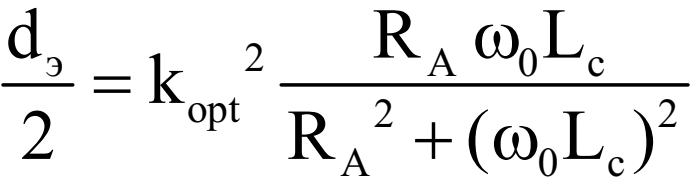 dэ/2 = kopt² RA ω₀Lc / (RA² + (ω₀Lc)²)